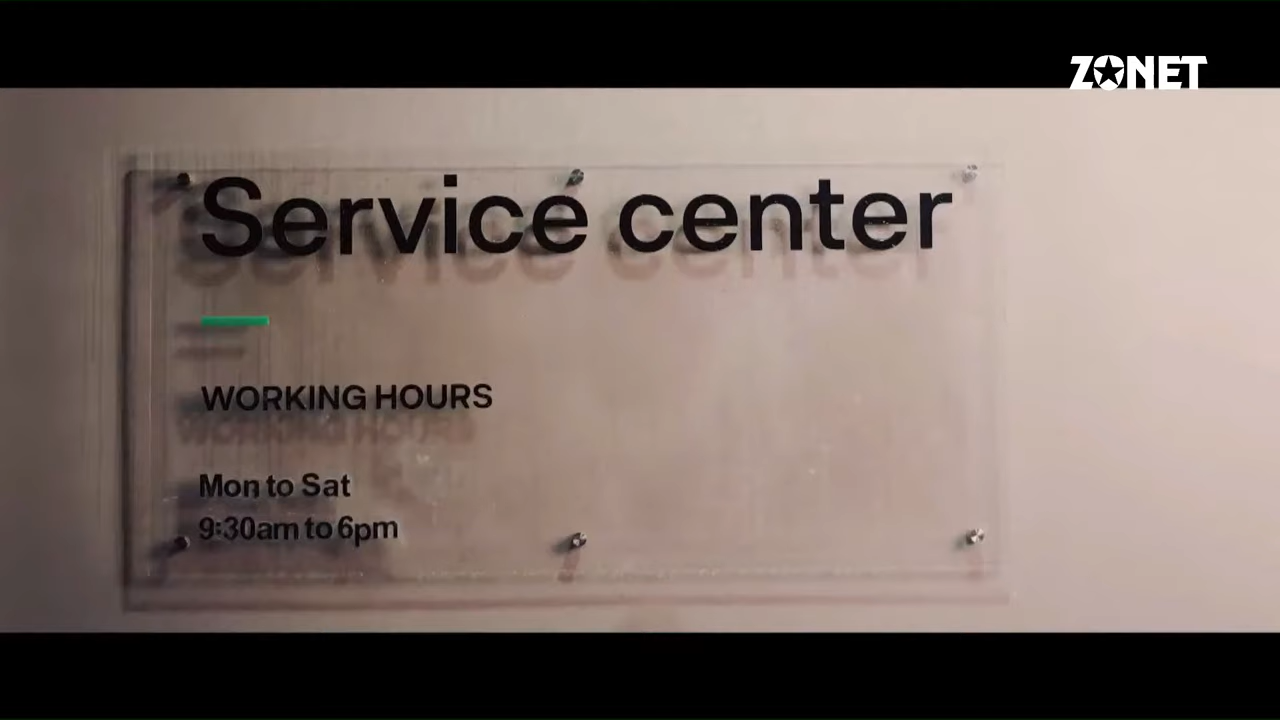 ZONET
Service center
WORKING HOURS
Mon to Sat
9:30am to 6pm